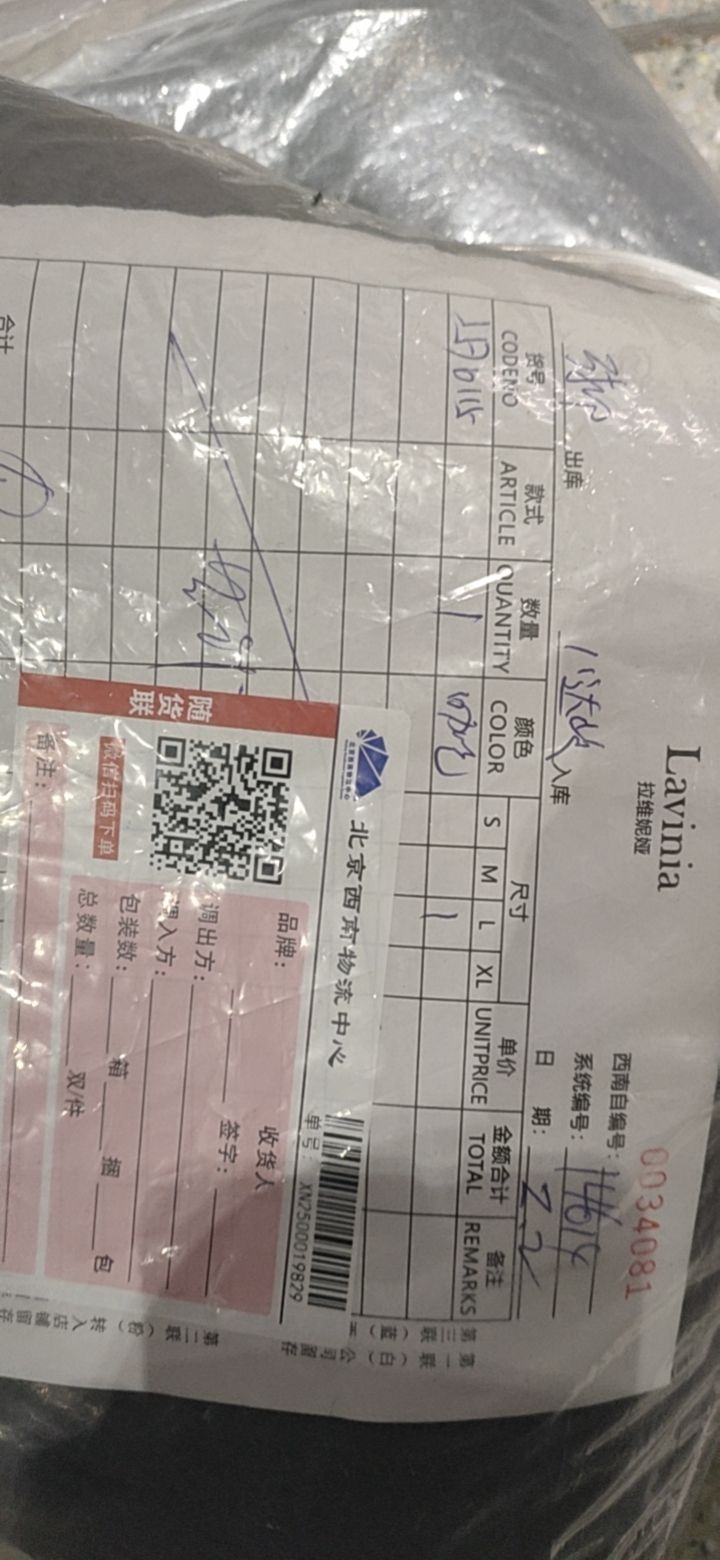 Lavinia
拉维妮娅
0034081
西南自编号:
系统编号: 14618
出库 入库 日 期: 2.2
货号 款式 数量 颜色 尺寸 单价 金额合计 备注
CODENO ARTICLE QUANTITY COLOR S M L XL UNITPRICE TOTAL REMARKS
1 1
合计
第一联(白)公司留存
第二联(粉)转入店铺留存
第三联(蓝)
随货联
北京西南物流中心
单号: XN2500019829
微信扫码下单
品牌: 收货人
调出方: 签字:
调入方:
包装数: 箱 捆 包
总数量: 双/件
备注: